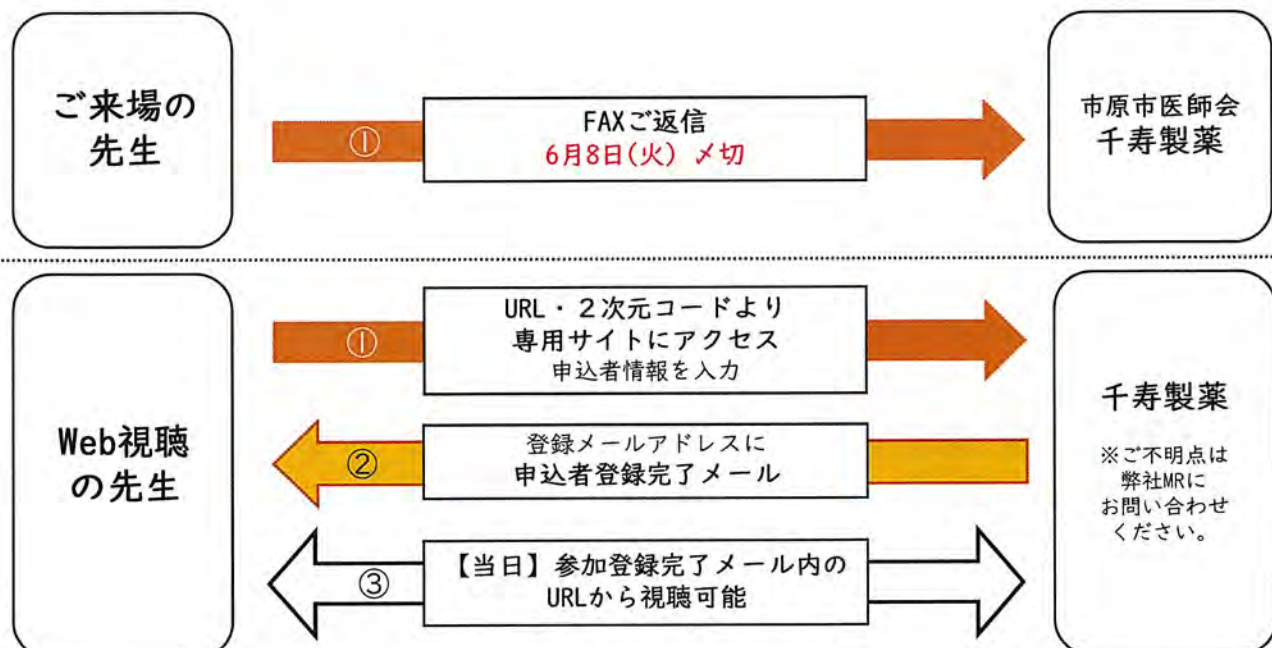 ご来場の
先生
①
FAXご返信
6月8日(火) 〆切
市原市医師会
千寿製薬
Web視聴
の先生
①
URL・２次元コードより
専用サイトにアクセス
申込者情報を入力
②
登録メールアドレスに
申込者登録完了メール
③
【当日】参加登録完了メール内の
URLから視聴可能
千寿製薬
※ご不明点は
弊社MRに
お問い合わせ
ください。